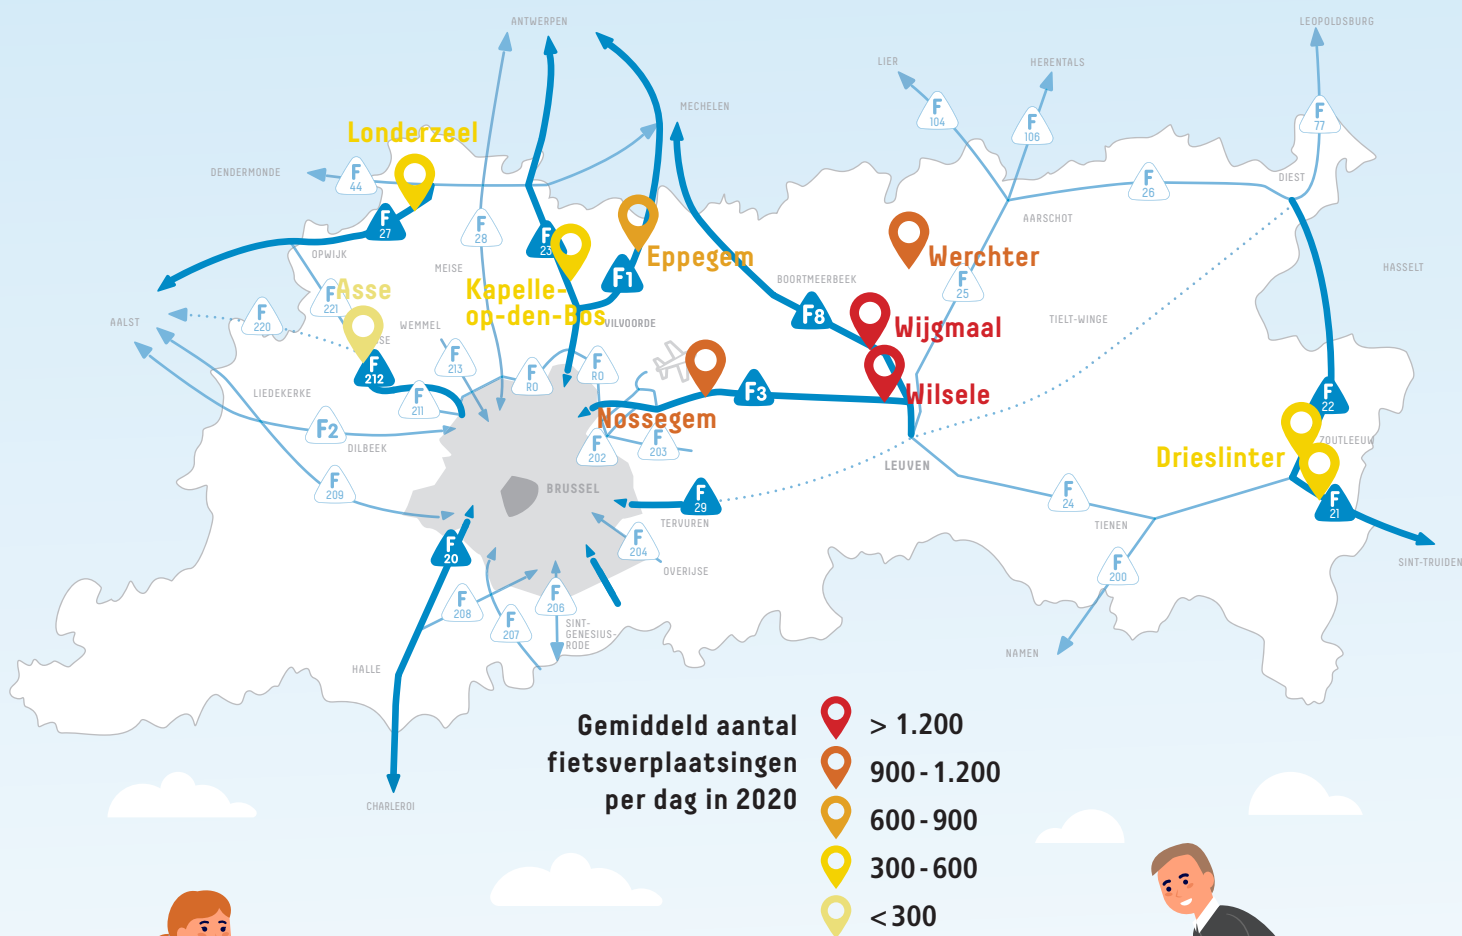 ANTWERPEN
LEOPOLDSBURG
LIER
HERENTALS
MECHELEN
F
104
F
106
F
77
Londerzeel
DENDERMONDE
F
44
F
26
DIEST
F
27
F
28
F
23
AARSCHOT
OPWIJK
MEISE
Eppegem
Werchter
HASSELT
F1
BOORTMEERBEEK
F
25
Kapelle-
op-den-Bos
F
221
Asse
F
220
AALST
WEMMEL
VILVOORDE
F8
Wijgmaal
TIELT-WINGE
SE
F
212
F
213
F
RO
F
RO
LIEDEKERKE
F
211
F3
Wilsele
F
22
Nossegem
F2
DILBEEK
F
202
F
203
ZOUTLEEUW
Drieslinter
LEUVEN
F
209
BRUSSEL
F
29
F
24
F
21
TERVUREN
TIENEN
F
20
F
204
OVERIJSE
F
200
SINT-TRUIDEN
F
208
F
206
F
207
SINT-
GENESIUS-
RODE
NAMEN
HALLE
CHARLEROI
Gemiddeld aantal
fietsverplaatsingen
per dag in 2020
> 1.200
900 - 1.200
600 - 900
300 - 600
< 300